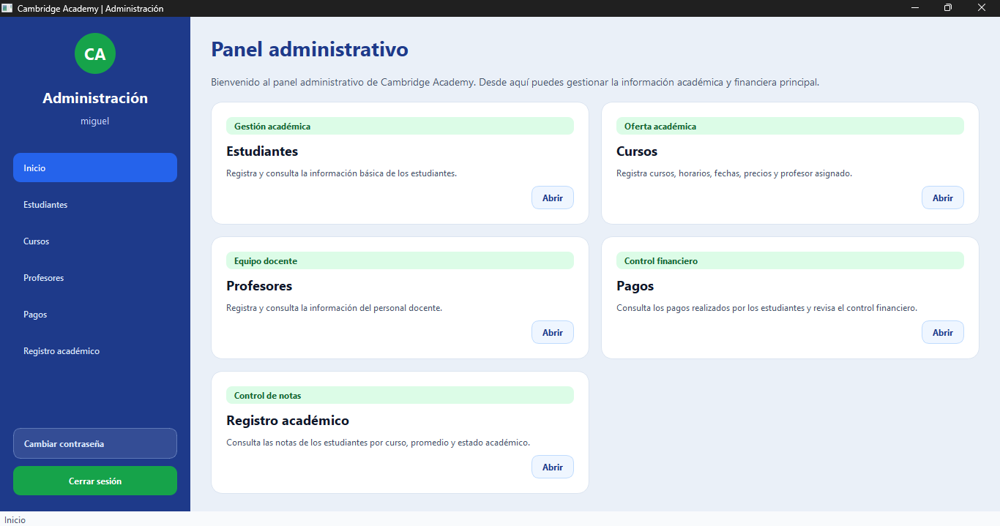 Cambridge Academy | Administración
CA
Administración
miguel
Inicio
Estudiantes
Cursos
Profesores
Pagos
Registro académico
Cambiar contraseña
Cerrar sesión
Panel administrativo
Bienvenido al panel administrativo de Cambridge Academy. Desde aquí puedes gestionar la información académica y financiera principal.
Gestión académica
Estudiantes
Registra y consulta la información básica de los estudiantes.
Abrir
Oferta académica
Cursos
Registra cursos, horarios, fechas, precios y profesor asignado.
Abrir
Equipo docente
Profesores
Registra y consulta la información del personal docente.
Abrir
Control financiero
Pagos
Consulta los pagos realizados por los estudiantes y revisa el control financiero.
Abrir
Control de notas
Registro académico
Consulta las notas de los estudiantes por curso, promedio y estado académico.
Abrir
Inicio